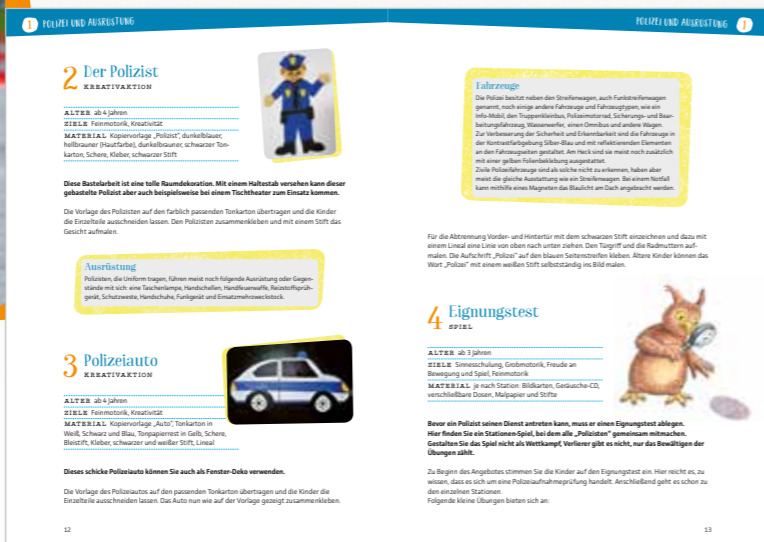 1 POLIZEI UND AUSRÜSTUNG
2 Der Polizist
KREATIVAKTION
ALTER ab 4 Jahren
ZIELE Feinmotorik, Kreativität
MATERIAL Kopiervorlage „Polizist“, dunkelblauer,
hellbrauner (Hautfarbe), dunkelbrauner, schwarzer Ton-
karton, Schere, Kleber, schwarzer Stift
Diese Bastelarbeit ist eine tolle Raumdekoration. Mit einem Haltestab versehen kann dieser
gebastelte Polizist aber auch beispielsweise bei einem Tischtheater zum Einsatz kommen.
Die Vorlage des Polizisten auf den farblich passenden Tonkarton übertragen und die Kinder
die Einzelteile ausschneiden lassen. Den Polizisten zusammenkleben und mit einem Stift das
Gesicht aufmalen.
Ausrüstung
Polizisten, die Uniform tragen, führen meist noch folgende Ausrüstung oder Gegen-
stände mit sich: eine Taschenlampe, Handschellen, Handfeuerwaffe, Reizstoffsprüh-
gerät, Schutzweste, Handschuhe, Funkgerät und Einsatzmehrzweckstock.
3 Polizeiauto
KREATIVAKTION
ALTER ab 4 Jahren
ZIELE Feinmotorik, Kreativität
MATERIAL Kopiervorlage „Auto“, Tonkarton in
Weiß, Schwarz und Blau, Tonpapierrest in Gelb, Schere,
Bleistift, Kleber, schwarzer und weißer Stift, Lineal
Dieses schicke Polizeiauto können Sie auch als Fenster-Deko verwenden.
Die Vorlage des Polizeiautos auf den passenden Tonkarton übertragen und die Kinder die
Einzelteile ausschneiden lassen. Das Auto nun wie auf der Vorlage gezeigt zusammenkleben.
12
POLIZEI UND AUSRÜSTUNG 1
Fahrzeuge
Die Polizei besitzt neben den Streifenwagen, auch Funkstreifenwagen
genannt, noch einige andere Fahrzeuge und Fahrzeugtypen, wie ein
Info-Mobil, den Truppenkleinbus, Polizeimotorrad, Sicherungs- und Bear-
beitungsfahrzeug, Wasserwerfer, einen Omnibus und andere Wagen.
Zur Verbesserung der Sicherheit und Erkennbarkeit sind die Fahrzeuge in
der Kontrastfarbgebung Silber-Blau und mit reflektierenden Elementen
an den Fahrzeugseiten gestaltet. Am Heck sind sie meist noch zusätzlich
mit einer gelben Folienbeklebung ausgestattet.
Zivile Polizeifahrzeuge sind als solche nicht zu erkennen, haben aber
meist die gleiche Ausstattung wie ein Streifenwagen. Bei einem Notfall
kann mithilfe eines Magneten das Blaulicht am Dach angebracht werden.
Für die Abtrennung Vorder- und Hintertür mit dem schwarzen Stift einzeichnen und dazu mit
einem Lineal eine Linie von oben nach unten ziehen. Den Türgriff und die Radmuttern auf-
malen. Die Aufschrift „Polizei“ auf den blauen Seitenstreifen kleben. Ältere Kinder können das
Wort „Polizei“ mit einem weißen Stift selbstständig ins Bild malen.
4 Eignungstest
SPIEL
ALTER ab 3 Jahren
ZIELE Sinnesschulung, Grobmotorik, Freude an
Bewegung und Spiel, Feinmotorik
MATERIAL je nach Station: Bildkarten, Geräusche-CD,
verschließbare Dosen, Malpapier und Stifte
Bevor ein Polizist seinen Dienst antreten kann, muss er einen Eignungstest ablegen.
Hier finden Sie ein Stationen-Spiel, bei dem alle „Polizisten“ gemeinsam mitmachen.
Gestalten Sie das Spiel nicht als Wettkampf, Verlierer gibt es nicht, nur das Bewältigen der
Übungen zählt.
Zu Beginn des Angebotes stimmen Sie die Kinder auf den Eignungstest ein. Hier reicht es, zu
wissen, dass es sich um eine Polizeiaufnahmeprüfung handelt. Anschließend geht es schon zu
den einzelnen Stationen.
Folgende kleine Übungen bieten sich an:
13